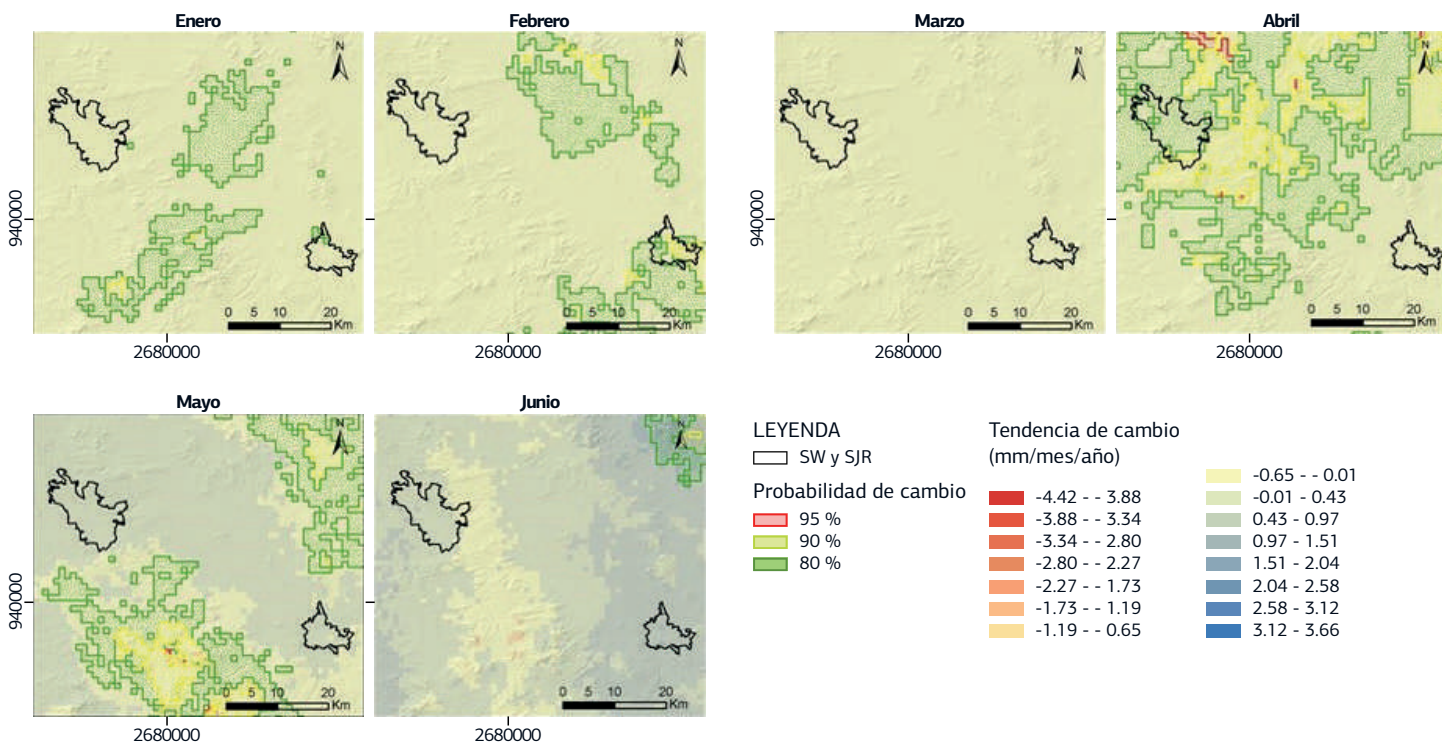 Enero
Febrero
Marzo
Abril
N
N
N
N
940000
940000
0 5 10 20
Km
0 5 10 20
Km
0 5 10 20
Km
0 5 10 20
Km
2680000
2680000
2680000
2680000
Mayo
Junio
N
N
940000
0 5 10 20
Km
0 5 10 20
Km
2680000
2680000
LEYENDA
SW y SJR
Probabilidad de cambio
95 %
90 %
80 %
Tendencia de cambio
(mm/mes/año)
-4.42 - - 3.88
-3.88 - - 3.34
-3.34 - - 2.80
-2.80 - - 2.27
-2.27 - - 1.73
-1.73 - - 1.19
-1.19 - - 0.65
-0.65 - - 0.01
-0.01 - 0.43
0.43 - 0.97
0.97 - 1.51
1.51 - 2.04
2.04 - 2.58
2.58 - 3.12
3.12 - 3.66